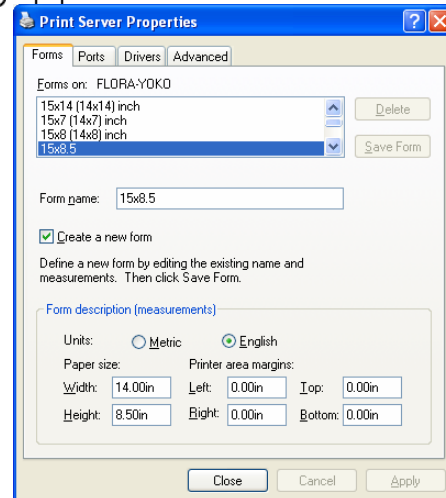 Print Server Properties
Forms Ports Drivers Advanced
Forms on: FLORA-YOKO
15x14 (14x14) inch
15x7 (14x7) inch
15x8 (14x8) inch
15x8.5
Delete
Save Form
Form name: 15x8.5
Create a new form
Define a new form by editing the existing name and
measurements. Then click Save Form.
Form description (measurements)
Units: Metric English
Paper size: Printer area margins:
Width: 14.00in Left: 0.00in Top: 0.00in
Height: 8.50in Right: 0.00in Bottom: 0.00in
Close Cancel Apply